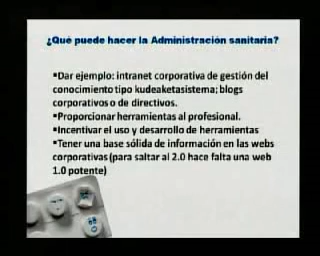 ¿Qué puede hacer la Administración sanitaria?
▪Dar ejemplo: intranet corporativa de gestión del
conocimiento tipo kudeaketasistema; blogs
corporativos o de directivos.
▪Proporcionar herramientas al profesional.
▪Incentivar el uso y desarrollo de herramientas
▪Tener una base sólida de información en las webs
corporativas (para saltar al 2.0 hace falta una web
1.0 potente)